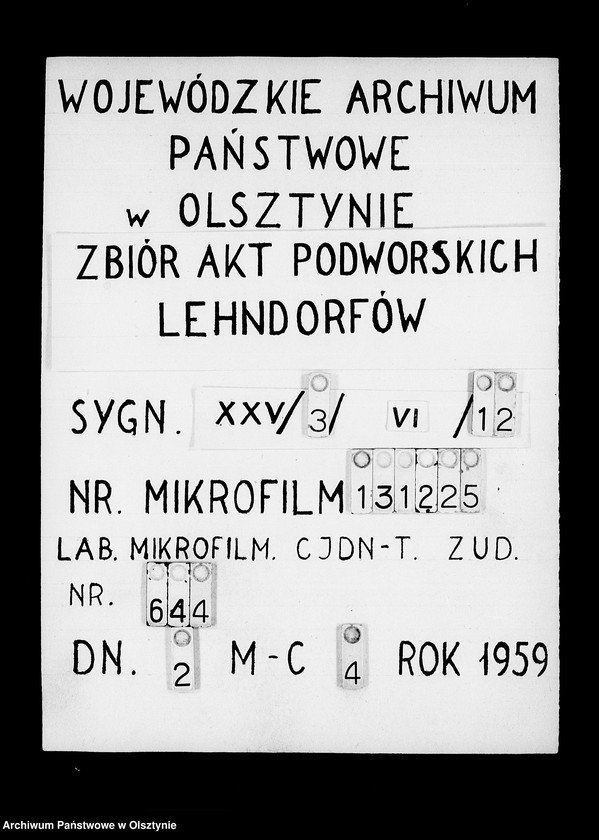 WOJEWÓDZKIE ARCHIWUM
PAŃSTWOWE
w OLSZTYNIE
ZBIÓR AKT PODWORSKICH
LEHNDORFÓW
SYGN. XXV/3/ VI /12
NR. MIKROFILM 131225
LAB. MIKROFILM. CJDN-T. ZUD.
NR. 644
DN. 2 M-C 4 ROK 1959
Archiwum Państwowe w Olsztynie